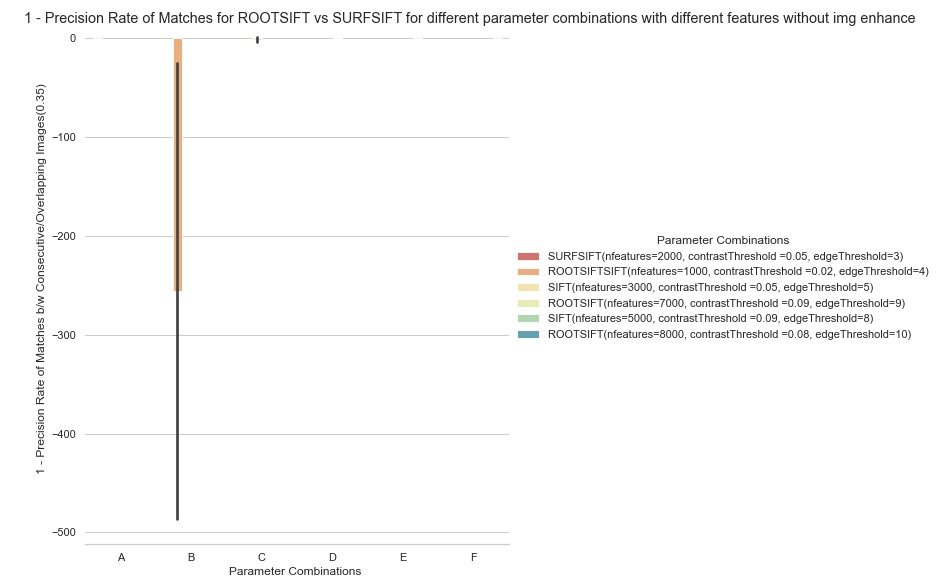 1 - Precision Rate of Matches for ROOTSIFT vs SURFSIFT for different parameter combinations with different features without img enhance
0
−100
−200
−300
−400
−500
1 - Precision Rate of Matches b/w Consecutive/Overlapping Images(0.35)
A B C D E F
Parameter Combinations
Parameter Combinations
SURFSIFT(nfeatures=2000, contrastThreshold =0.05, edgeThreshold=3)
ROOTSIFTSIFT(nfeatures=1000, contrastThreshold =0.02, edgeThreshold=4)
SIFT(nfeatures=3000, contrastThreshold =0.05, edgeThreshold=5)
ROOTSIFT(nfeatures=7000, contrastThreshold =0.09, edgeThreshold=9)
SIFT(nfeatures=5000, contrastThreshold =0.09, edgeThreshold=8)
ROOTSIFT(nfeatures=8000, contrastThreshold =0.08, edgeThreshold=10)